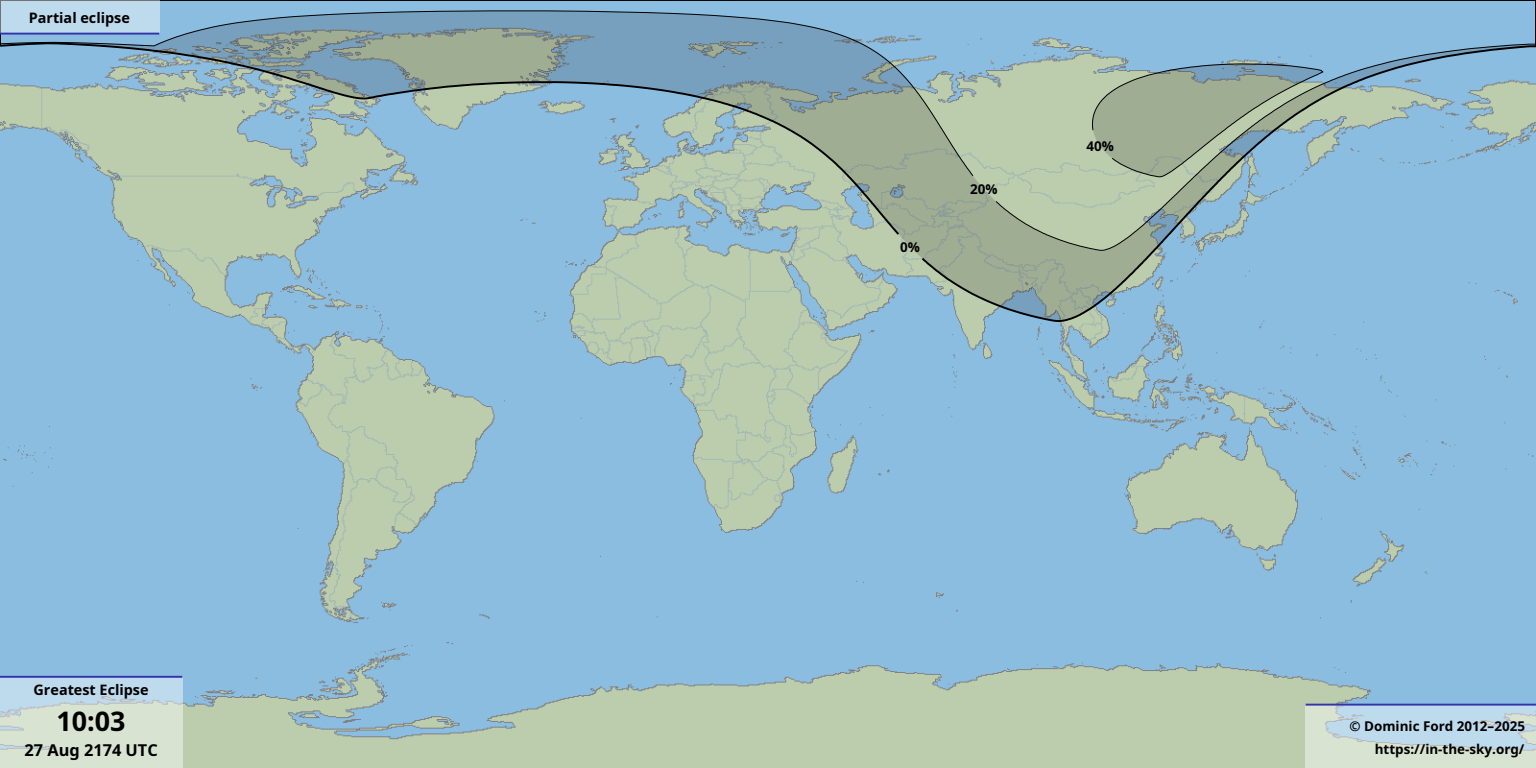 Partial eclipse
40%
20%
0%
Greatest Eclipse
10:03
27 Aug 2174 UTC
© Dominic Ford 2012–2025
https://in-the-sky.org/